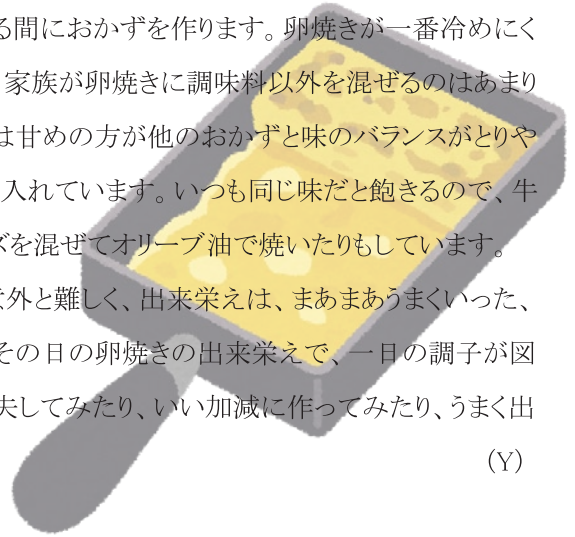 る間におかずを作ります。卵焼きが一番冷めにく
家族が卵焼きに調味料以外を混ぜるのはあまり
は甘めの方が他のおかずと味のバランスがとりや
入れています。いつも同じ味だと飽きるので、牛
ズを混ぜてオリーブ油で焼いたりもしています。
意外と難しく、出来栄えは、まあまあうまくいった、
その日の卵焼きの出来栄えで、一日の調子が図
夫してみたり、いい加減に作ってみたり、うまく出
（Y）